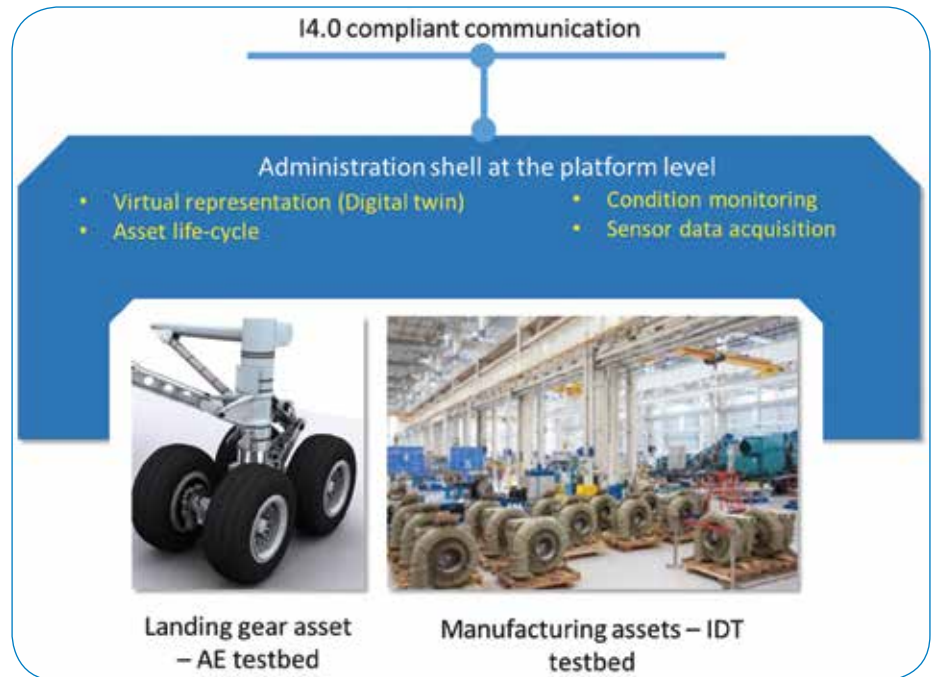 I4.0 compliant communication
Administration shell at the platform level
• Virtual representation (Digital twin)
• Asset life-cycle
• Condition monitoring
• Sensor data acquisition
Landing gear asset
– AE testbed
Manufacturing assets – IDT
testbed